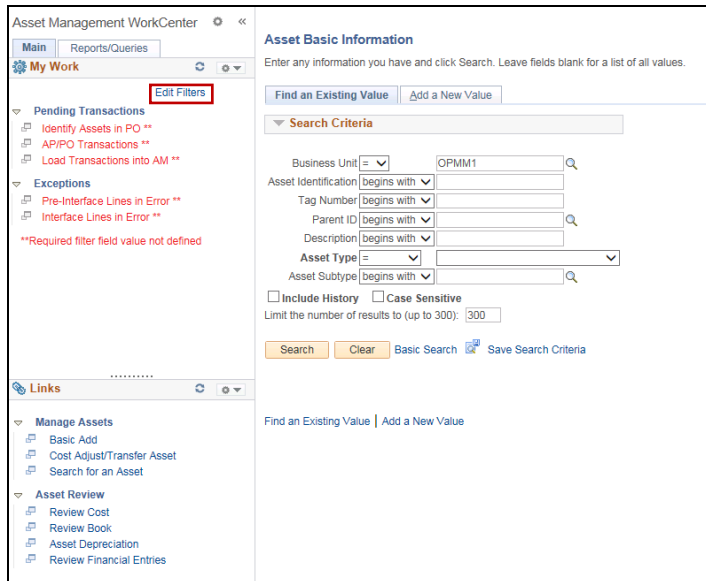 Asset Management WorkCenter
Main Reports/Queries
My Work
Edit Filters
Pending Transactions
Identify Assets in PO **
AP/PO Transactions **
Load Transactions into AM **
Exceptions
Pre-Interface Lines in Error **
Interface Lines in Error **
**Required filter field value not defined
Links
Manage Assets
Basic Add
Cost Adjust/Transfer Asset
Search for an Asset
Asset Review
Review Cost
Review Book
Asset Depreciation
Review Financial Entries
Asset Basic Information
Enter any information you have and click Search. Leave fields blank for a list of all values.
Find an Existing Value Add a New Value
Search Criteria
Business Unit = OPMM1
Asset Identification begins with
Tag Number begins with
Parent ID begins with
Description begins with
Asset Type =
Asset Subtype begins with
Include History Case Sensitive
Limit the number of results to (up to 300): 300
Search Clear Basic Search Save Search Criteria
Find an Existing Value | Add a New Value